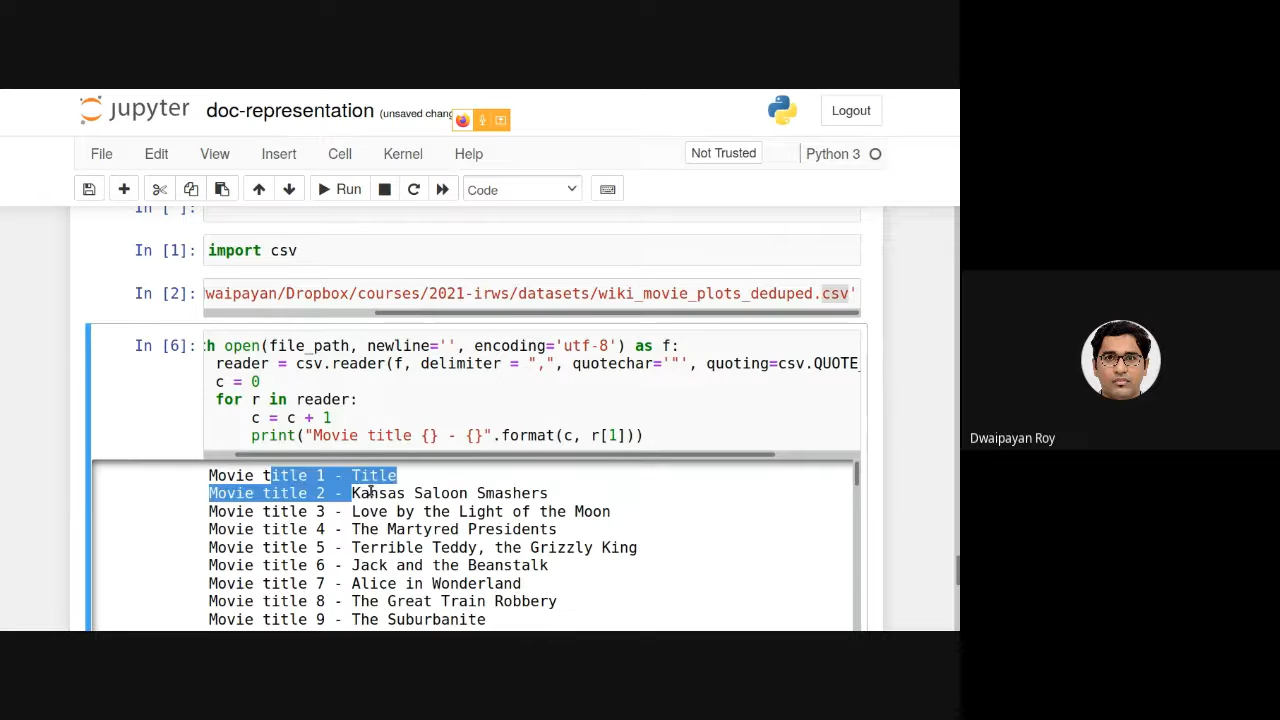 jupyter doc-representation (unsaved chang Logout
File Edit View Insert Cell Kernel Help Not Trusted Python 3
Run Code
In [ ]:
In [1]: import csv
In [2]: waipayan/Dropbox/courses/2021-irws/datasets/wiki_movie_plots_deduped.csv'
In [6]: h open(file_path, newline='', encoding='utf-8') as f:
reader = csv.reader(f, delimiter = ",", quotechar='"', quoting=csv.QUOTE_
c = 0
for r in reader:
c = c + 1
print("Movie title {} - {}".format(c, r[1]))
Movie title 1 - Title
Movie title 2 - Kansas Saloon Smashers
Movie title 3 - Love by the Light of the Moon
Movie title 4 - The Martyred Presidents
Movie title 5 - Terrible Teddy, the Grizzly King
Movie title 6 - Jack and the Beanstalk
Movie title 7 - Alice in Wonderland
Movie title 8 - The Great Train Robbery
Movie title 9 - The Suburbanite
Dwaipayan Roy